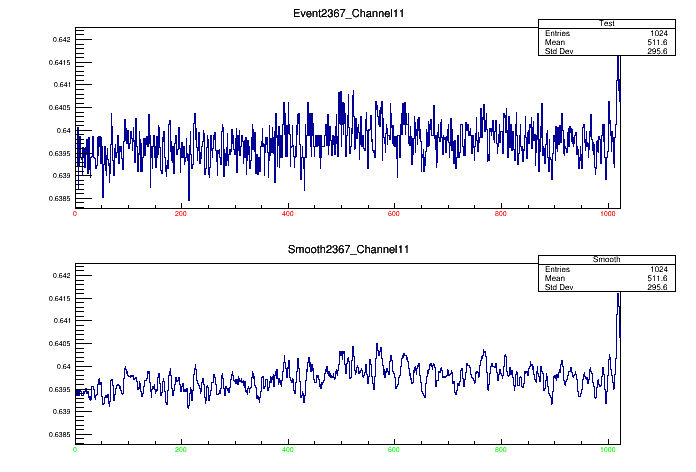 Event2367_Channel11
Test
Entries 1024
Mean 511.6
Std Dev 295.6
0.642
0.6415
0.641
0.6405
0.64
0.6395
0.639
0.6385
0 200 400 600 800 1000
Smooth2367_Channel11
Smooth
Entries 1024
Mean 511.6
Std Dev 295.6
0.642
0.6415
0.641
0.6405
0.64
0.6395
0.639
0.6385
0 200 400 600 800 1000